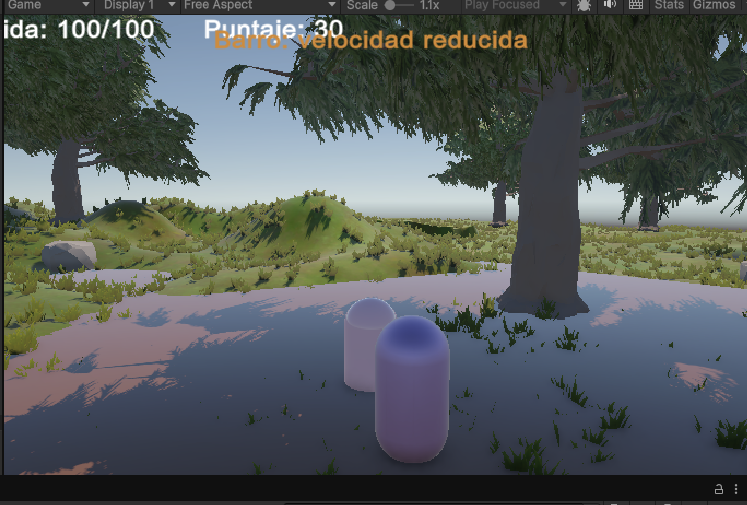 Game Display 1 Free Aspect Scale 1.1x Play Focused Stats Gizmos
ida: 100/100 Puntaje: 30
Barro: velocidad reducida